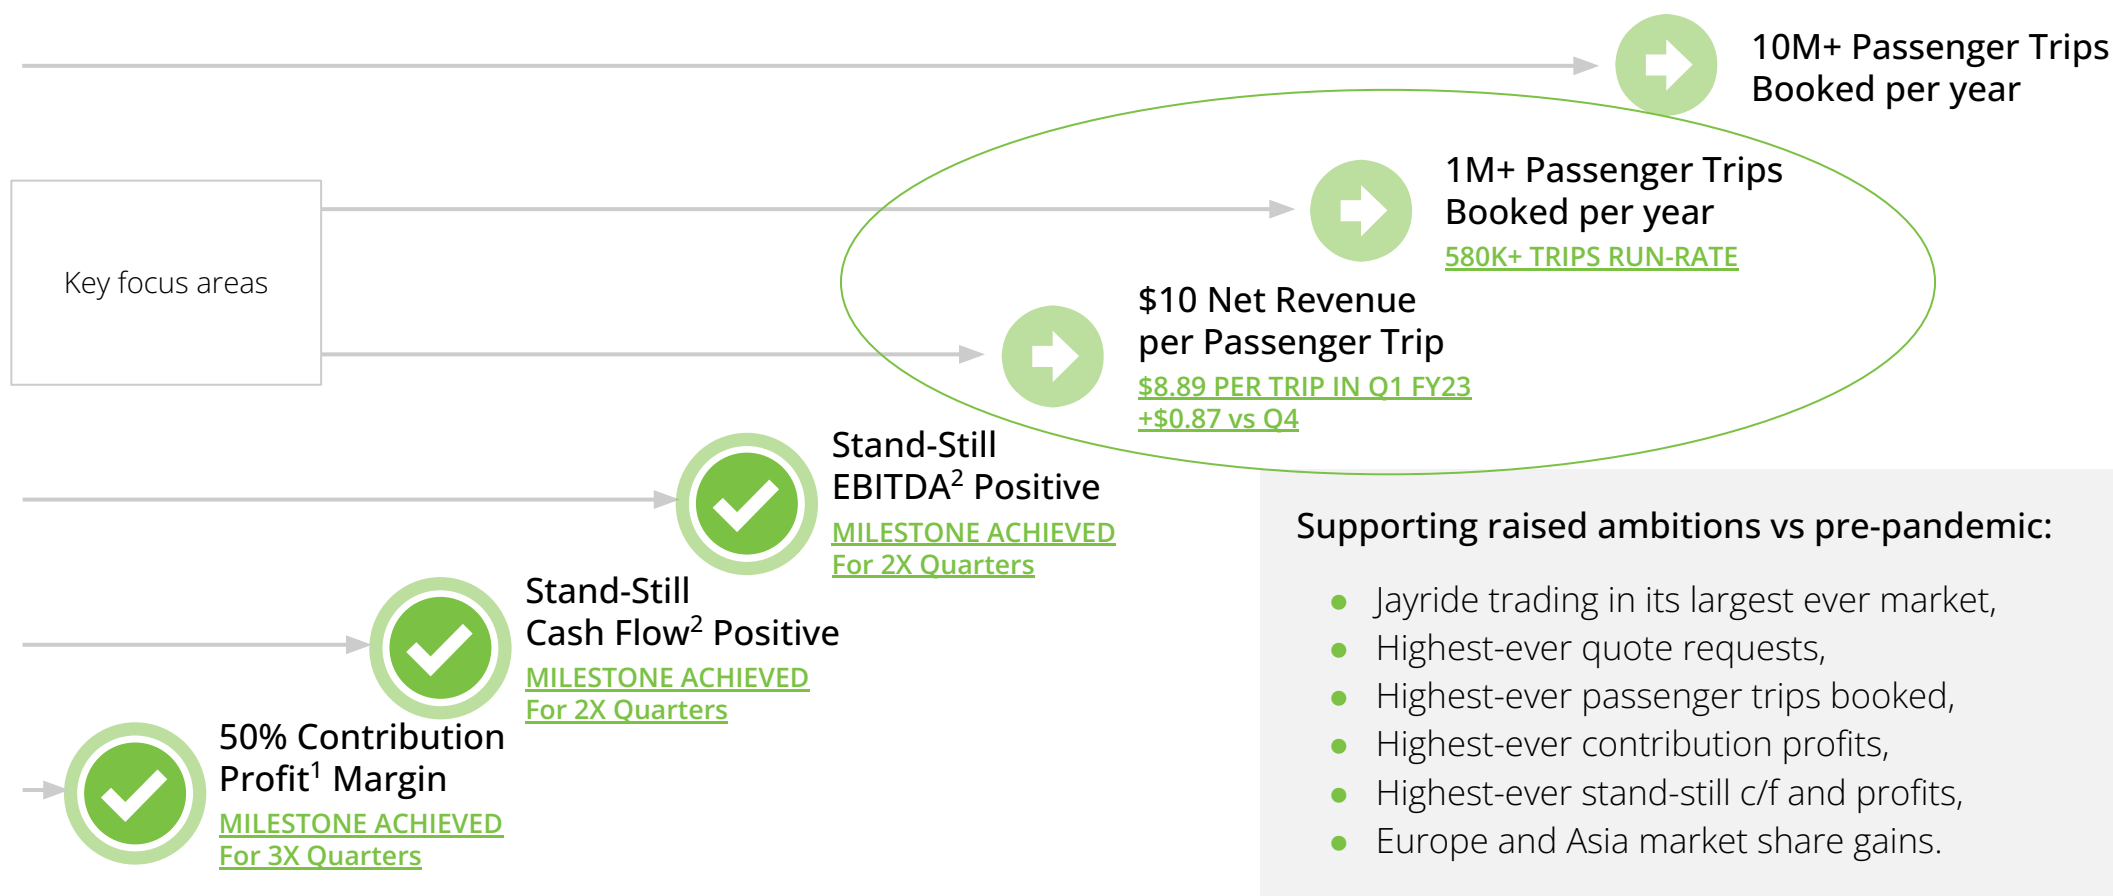 10M+ Passenger Trips
Booked per year
1M+ Passenger Trips
Booked per year
580K+ TRIPS RUN-RATE
Key focus areas
$10 Net Revenue
per Passenger Trip
$8.89 PER TRIP IN Q1 FY23
+$0.87 vs Q4
Stand-Still
EBITDA² Positive
MILESTONE ACHIEVED
For 2X Quarters
Stand-Still
Cash Flow² Positive
MILESTONE ACHIEVED
For 2X Quarters
50% Contribution
Profit¹ Margin
MILESTONE ACHIEVED
For 3X Quarters
Supporting raised ambitions vs pre-pandemic:
● Jayride trading in its largest ever market,
● Highest-ever quote requests,
● Highest-ever passenger trips booked,
● Highest-ever contribution profits,
● Highest-ever stand-still c/f and profits,
● Europe and Asia market share gains.